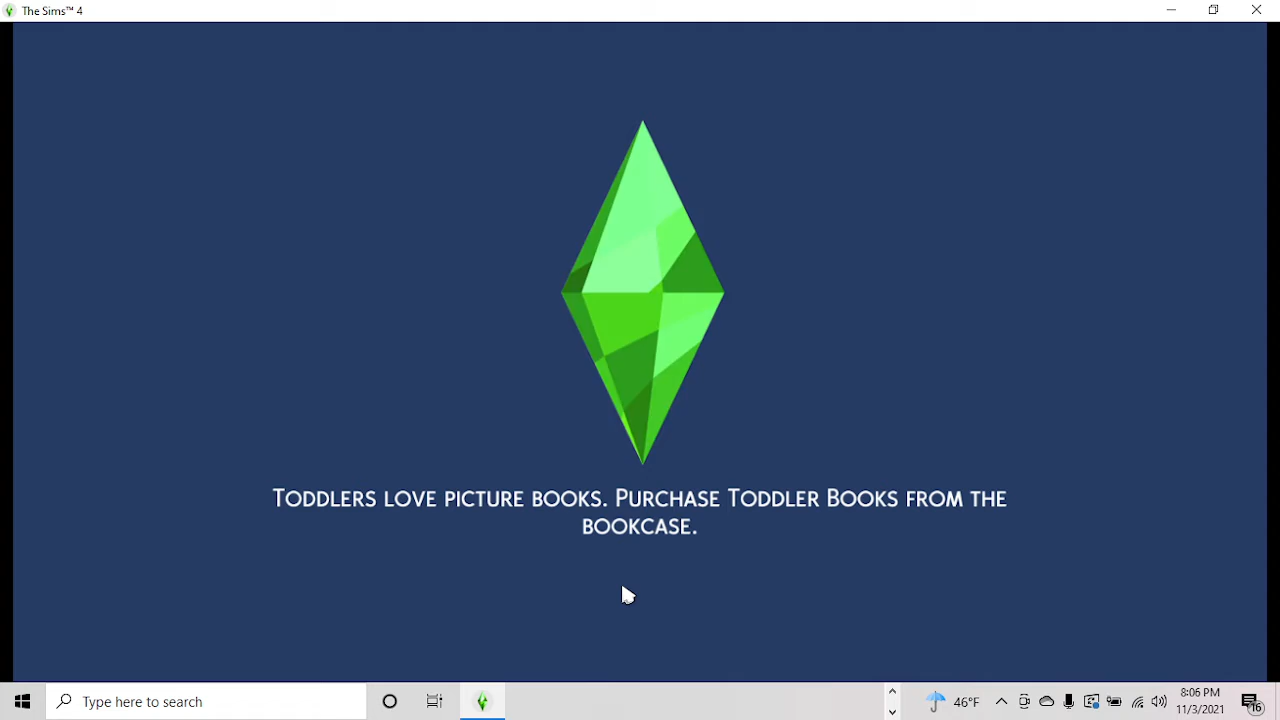 The Sims™ 4
Toddlers love picture books. Purchase Toddler Books from the
bookcase.
Type here to search
46°F
8:06 PM
11/3/2021
16